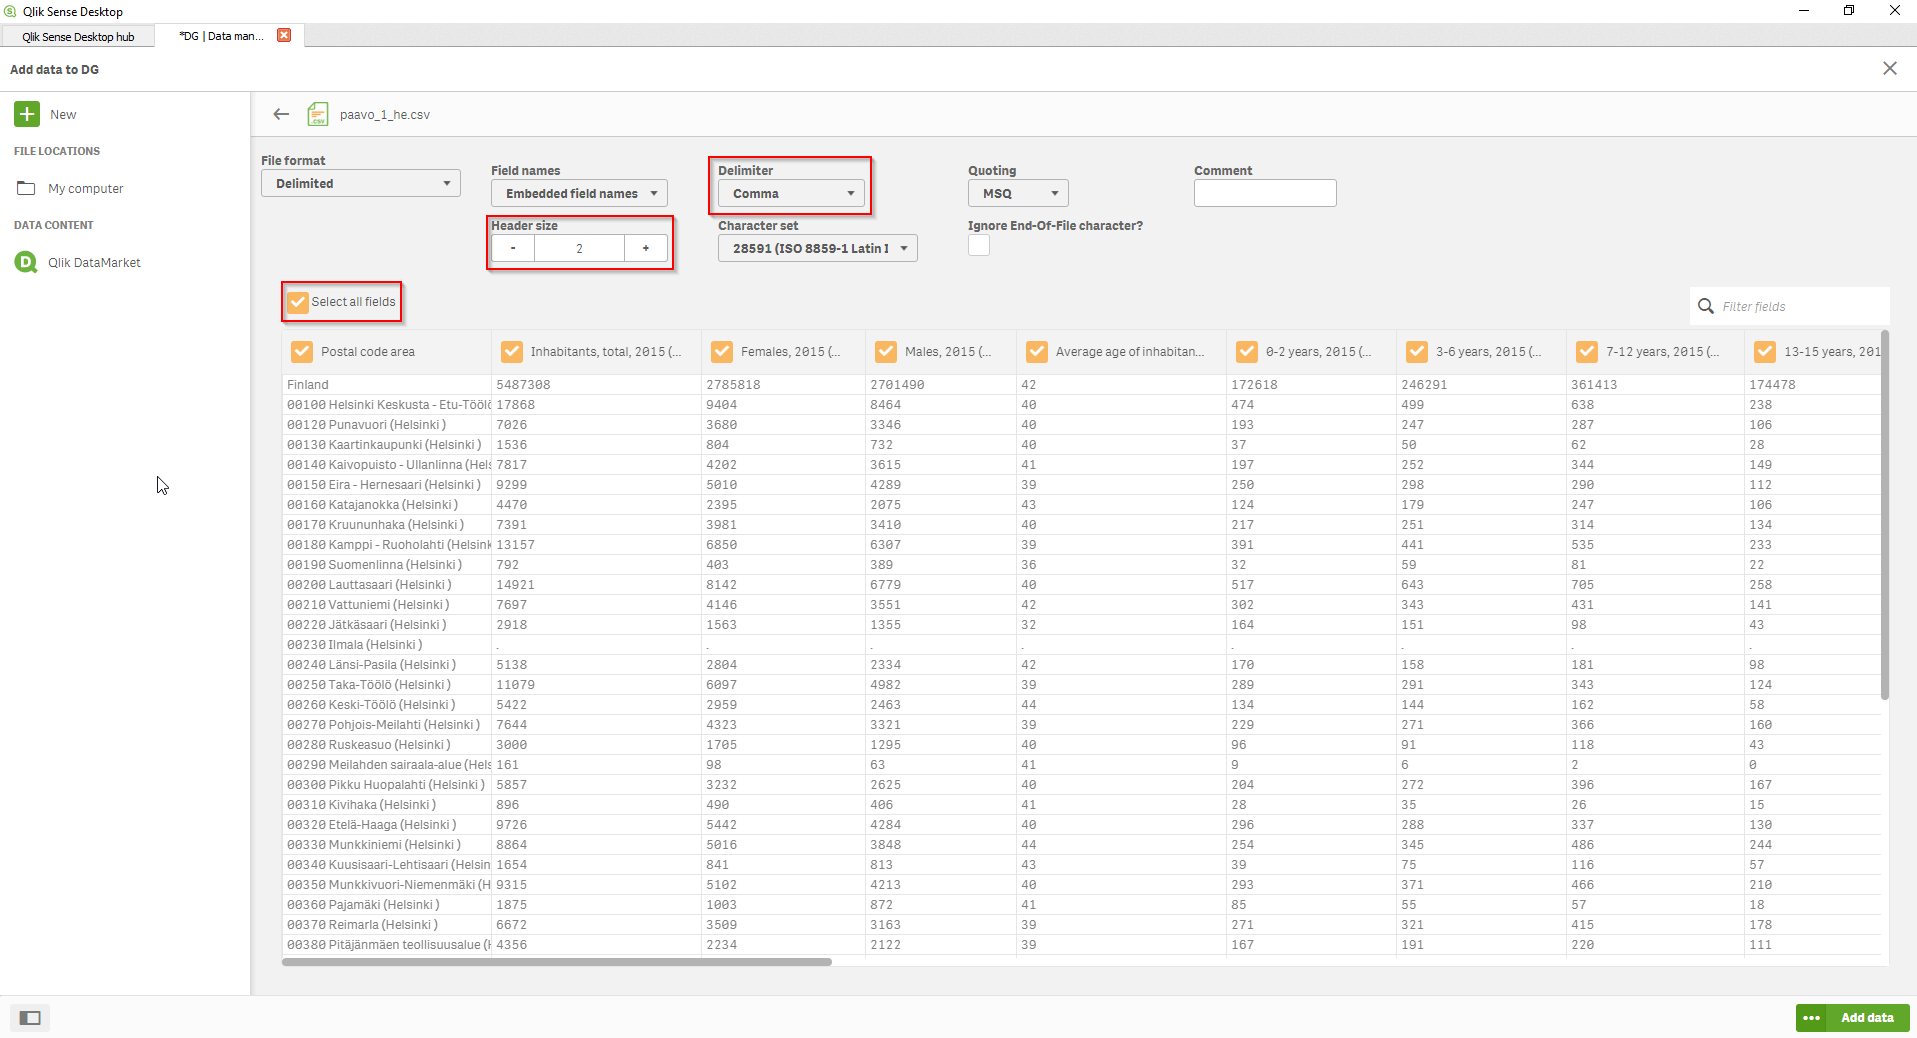 Qlik Sense Desktop
Qlik Sense Desktop hub
*DG | Data man...
Add data to DG
New
FILE LOCATIONS
My computer
DATA CONTENT
Qlik DataMarket
paavo_1_he.csv
File format
Delimited
Field names
Embedded field names
Delimiter
Comma
Quoting
MSQ
Comment
Header size
- 2 +
Character set
28591 (ISO 8859-1 Latin I
Ignore End-Of-File character?
Select all fields
Filter fields
Postal code area Inhabitants, total, 2015 (... Females, 2015 (... Males, 2015 (... Average age of inhabitan... 0-2 years, 2015 (... 3-6 years, 2015 (... 7-12 years, 2015 (... 13-15 years, 201
Finland 5487308 2785818 2701490 42 172618 246291 361413 174478
00100 Helsinki Keskusta - Etu-Töölö 17868 9404 8464 40 474 499 638 238
00120 Punavuori (Helsinki ) 7026 3680 3346 40 193 247 287 106
00130 Kaartinkaupunki (Helsinki ) 1536 804 732 40 37 50 62 28
00140 Kaivopuisto - Ullanlinna (Hels 7817 4202 3615 41 197 252 344 149
00150 Eira - Hernesaari (Helsinki ) 9299 5010 4289 39 250 298 290 112
00160 Katajanokka (Helsinki ) 4470 2395 2075 43 124 179 247 106
00170 Kruununhaka (Helsinki ) 7391 3981 3410 40 217 251 314 134
00180 Kamppi - Ruoholahti (Helsink 13157 6850 6307 39 391 441 535 233
00190 Suomenlinna (Helsinki ) 792 403 389 36 32 59 81 22
00200 Lauttasaari (Helsinki ) 14921 8142 6779 40 517 643 705 258
00210 Vattuniemi (Helsinki ) 7697 4146 3551 42 302 343 431 141
00220 Jätkäsaari (Helsinki ) 2918 1563 1355 32 164 151 98 43
00230 Ilmala (Helsinki ) . . . . . . . .
00240 Länsi-Pasila (Helsinki ) 5138 2804 2334 42 170 158 181 98
00250 Taka-Töölö (Helsinki ) 11079 6097 4982 39 289 291 343 124
00260 Keski-Töölö (Helsinki ) 5422 2959 2463 44 134 144 162 58
00270 Pohjois-Meilahti (Helsinki ) 7644 4323 3321 39 229 271 366 160
00280 Ruskeasuo (Helsinki ) 3000 1705 1295 40 96 91 118 43
00290 Meilahden sairaala-alue (Hels 161 98 63 41 9 6 2 0
00300 Pikku Huopalahti (Helsinki ) 5857 3232 2625 40 204 272 396 167
00310 Kivihaka (Helsinki ) 896 490 406 41 28 35 26 15
00320 Etelä-Haaga (Helsinki ) 9726 5442 4284 40 296 288 337 130
00330 Munkkiniemi (Helsinki ) 8864 5016 3848 44 254 345 486 244
00340 Kuusisaari-Lehtisaari (Helsin 1654 841 813 43 39 75 116 57
00350 Munkkivuori-Niemenmäki (H 9315 5102 4213 40 293 371 466 210
00360 Pajamäki (Helsinki ) 1875 1003 872 41 85 55 57 18
00370 Reimarla (Helsinki ) 6672 3509 3163 39 271 321 415 178
00380 Pitäjänmäen teollisuusalue (H 4356 2234 2122 39 167 191 220 111
Add data